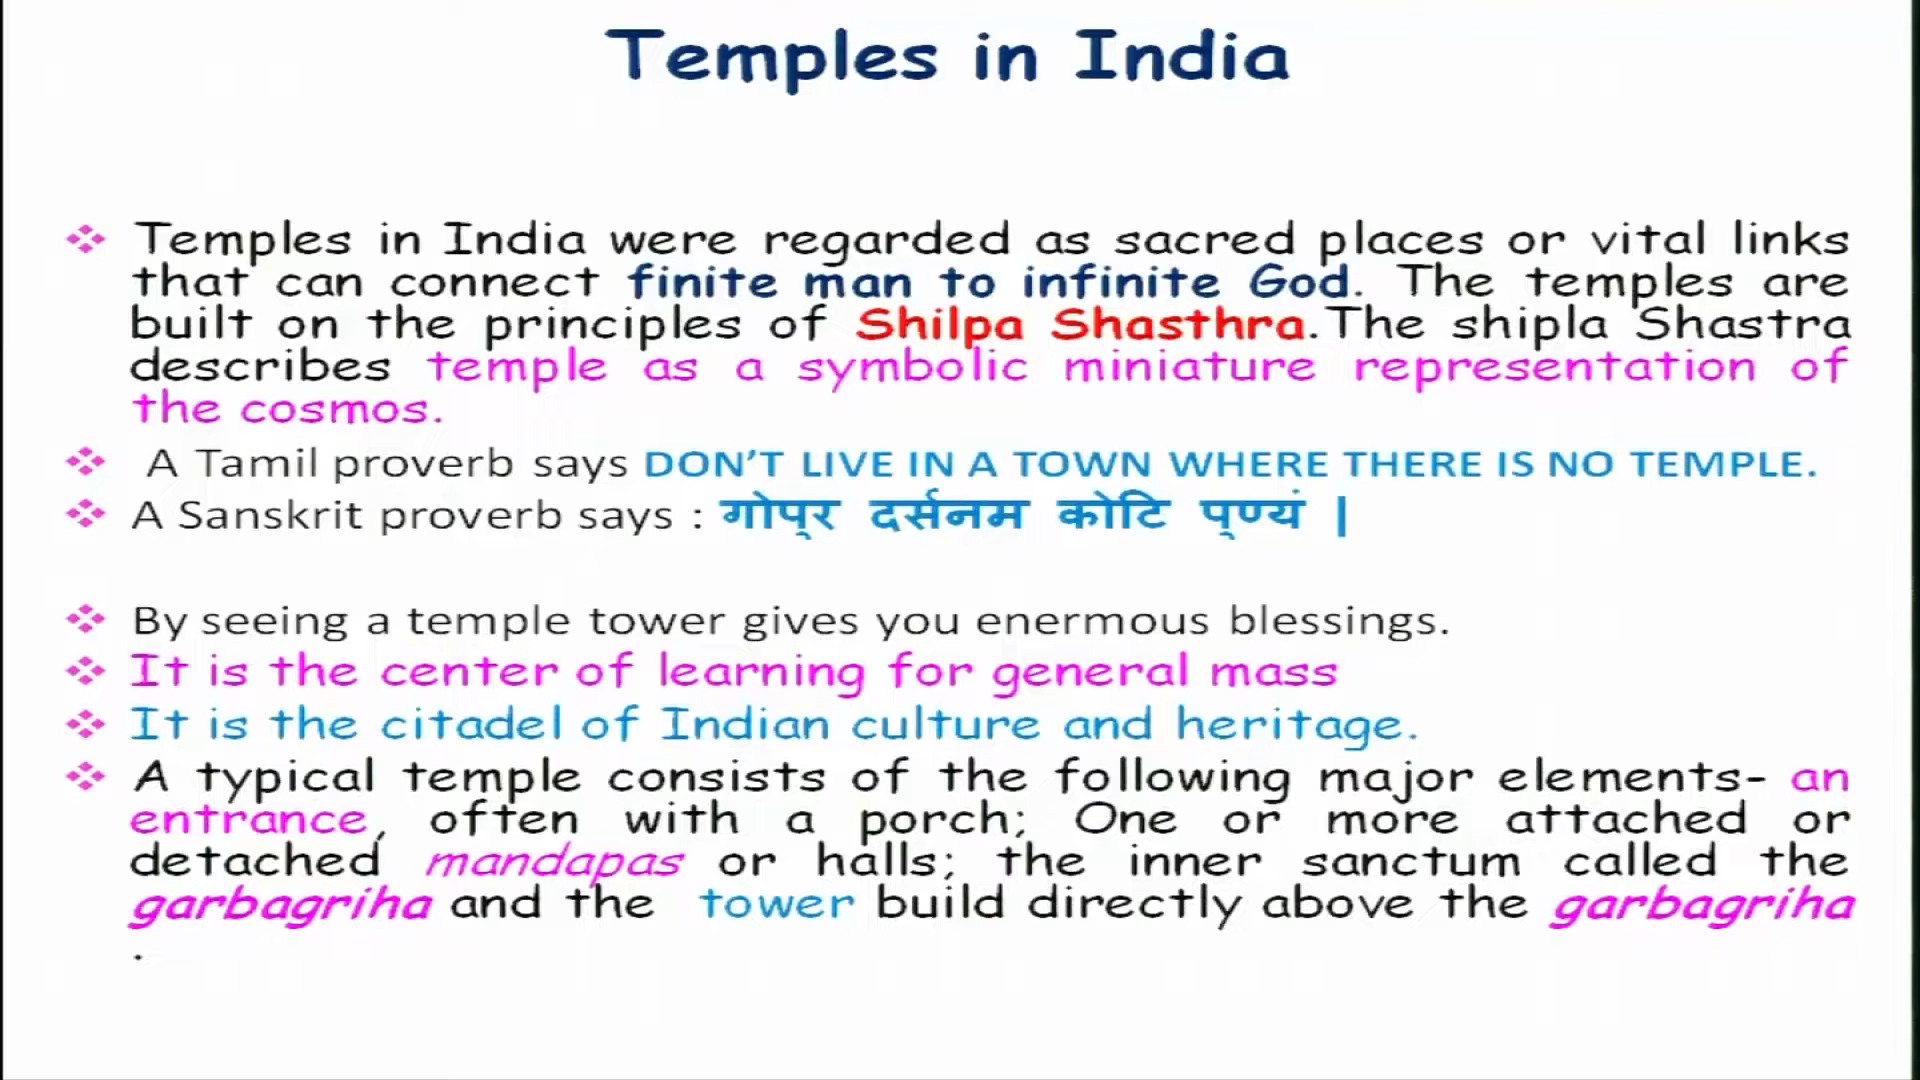 Temples in India
Temples in India were regarded as sacred places or vital links
that can connect finite man to infinite God. The temples are
built on the principles of Shilpa Shasthra.The shipla Shastra
describes temple as a symbolic miniature representation of
the cosmos.
A Tamil proverb says DON'T LIVE IN A TOWN WHERE THERE IS NO TEMPLE.
A Sanskrit proverb says : गोपुर दर्सनम कोटि पुण्यं |
By seeing a temple tower gives you enermous blessings.
It is the center of learning for general mass
It is the citadel of Indian culture and heritage.
A typical temple consists of the following major elements- an
entrance, often with a porch; One or more attached or
detached mandapas or halls; the inner sanctum called the
garbagriha and the tower build directly above the garbagriha
.